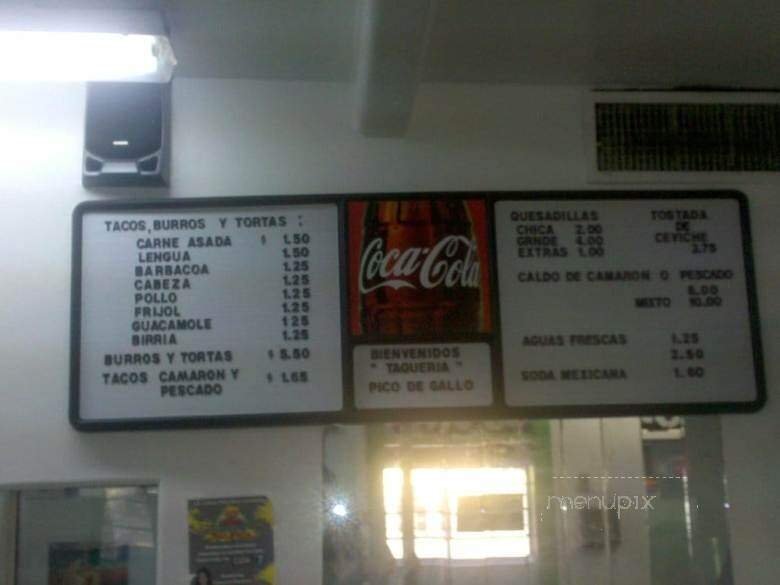 TACOS, BURROS Y TORTAS :
CARNE ASADA $ 1.50
LENGUA 1.50
BARBACOA 1.25
CABEZA 1.25
POLLO 1.25
FRIJOL 1.25
GUACAMOLE 1 25
BIRRIA 1.25
BURROS Y TORTAS $ 5.50
TACOS CAMARON Y $ 1.65
PESCADO
Coca-Cola
BIENVENIDOS
" TAQUERIA "
PICO DE GALLO
QUESADILLAS
CHICA 2.00
GRNDE 4.00
EXTRAS 1.00
TOSTADA
DE
CEVICHE
2.75
CALDO DE CAMARON O PESCADO
8.00
MIXTO 10.00
AGUAS FRESCAS 1.25
2.50
SODA MEXICANA 1.60
menupix